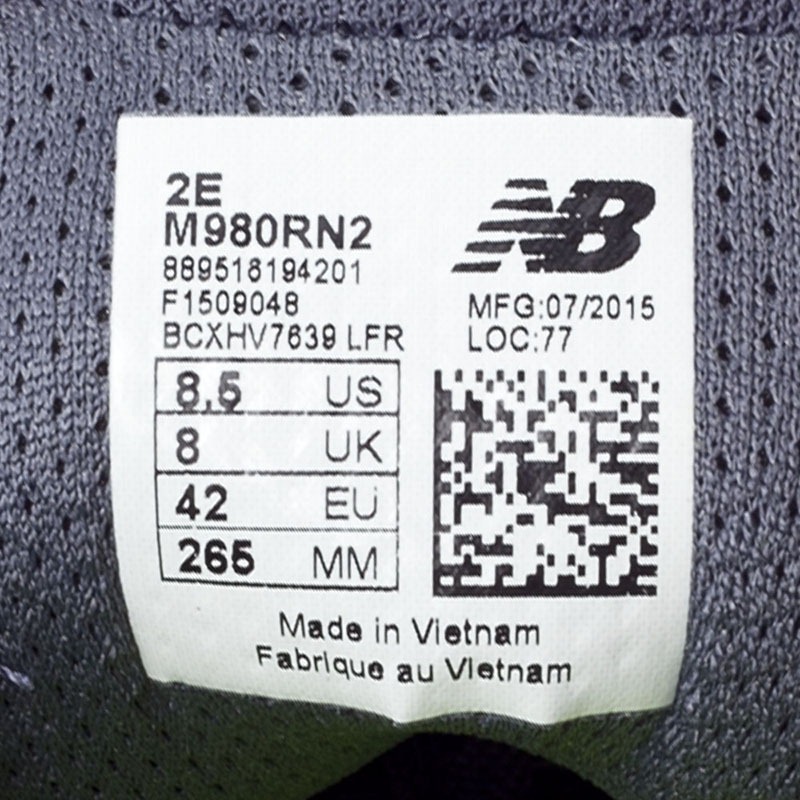 2E
M980RN2
889516194201
F1509048
BCXHV7639 LFR
NB
MFG:07/2015
LOC:77
8.5 US
8 UK
42 EU
265 MM
Made in Vietnam
Fabrique au Vietnam